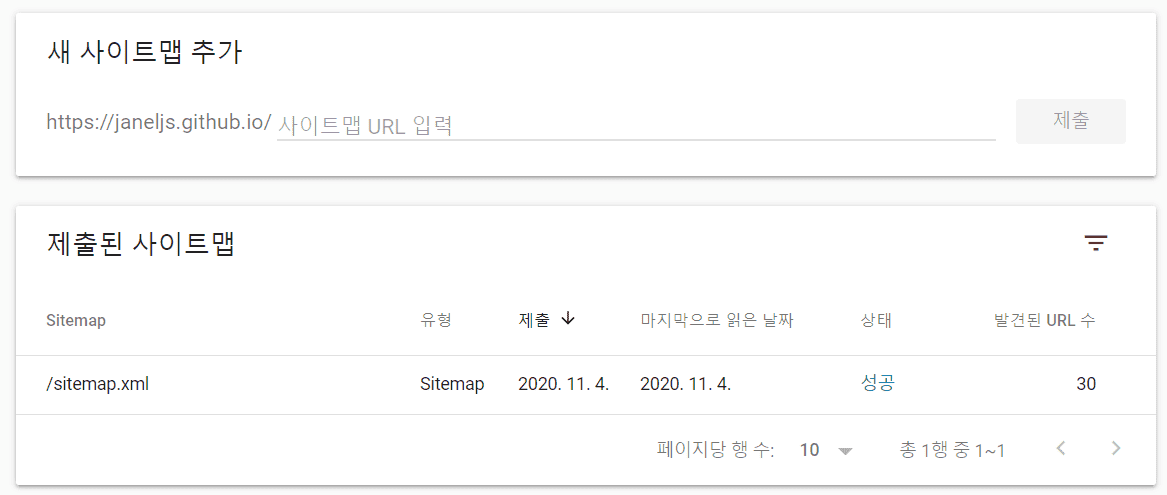 새 사이트맵 추가
https://janeljs.github.io/ 사이트맵 URL 입력 제출
제출된 사이트맵
Sitemap 유형 제출 마지막으로 읽은 날짜 상태 발견된 URL 수
/sitemap.xml Sitemap 2020. 11. 4. 2020. 11. 4. 성공 30
페이지당 행 수: 10 총 1행 중 1~1